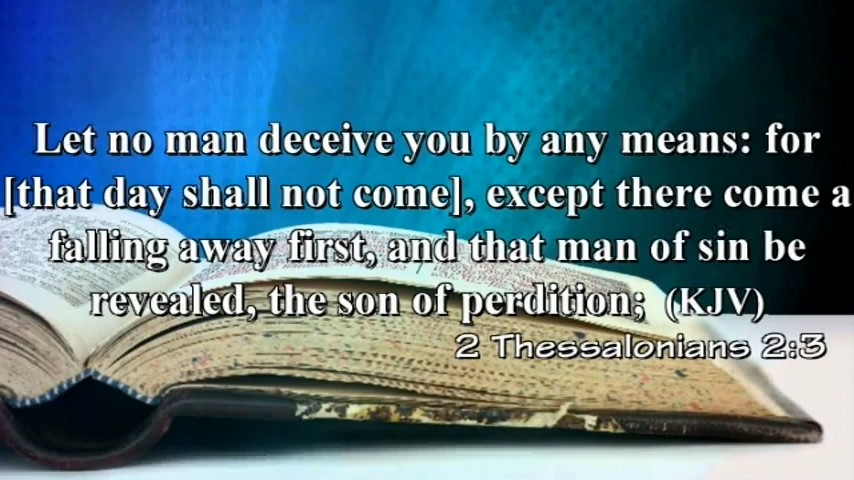 Let no man deceive you by any means: for
[that day shall not come], except there come a
falling away first, and that man of sin be
revealed, the son of perdition; (KJV)
2 Thessalonians 2:3